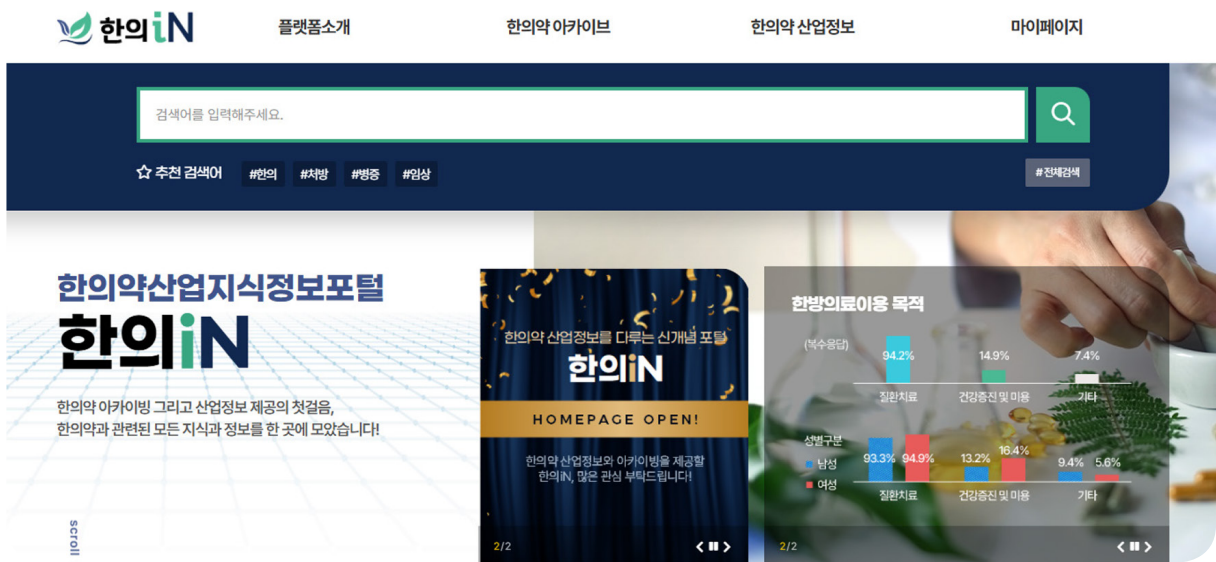 한의iN
플랫폼소개
한의약 아카이브
한의약 산업정보
마이페이지
검색어를 입력해주세요.
추천 검색어 #한의 #처방 #병증 #임상
#전체검색
한의약산업지식정보포털
한의iN
한의약 아카이빙 그리고 산업정보 제공의 첫걸음,
한의약과 관련된 모든 지식과 정보를 한 곳에 모았습니다!
scroll
한의약 산업정보를 다루는 신개념 포털
한의iN
HOMEPAGE OPEN!
한의약 산업정보와 아카이빙을 제공할
한의iN, 많은 관심 부탁드립니다!
2/2
한방의료이용 목적
(복수응답)
94.2% 14.9% 7.4%
질환치료 건강증진 및 미용 기타
성별구분
남성
여성
93.3% 94.9% 13.2% 16.4% 9.4% 5.6%
질환치료 건강증진 및 미용 기타
2/2